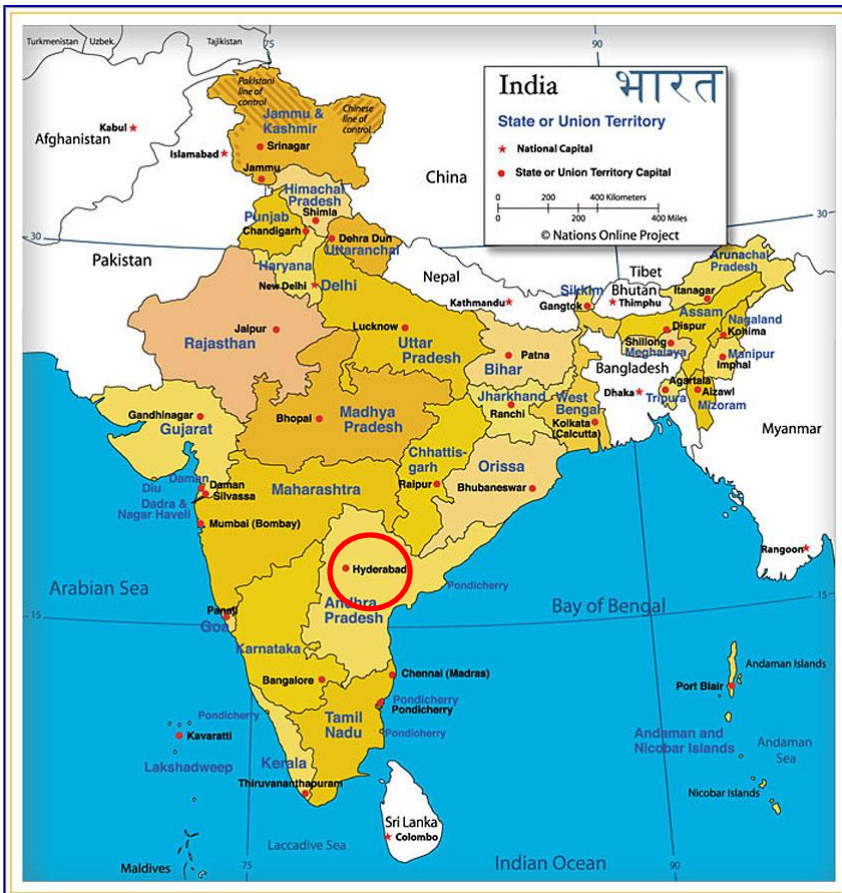 Turkmenistan
Uzbek.
Tajikistan
75
90
Pakistani
line of
control
Chinese
line of
control
Jammu &
Kashmir
Afghanistan
Kabul
Islamabad
Srinagar
Jammu
India भारत
State or Union Territory
National Capital
State or Union Territory Capital
0 200 400 Kilometers
0 200 400 Miles
© Nations Online Project
China
Himachal
Pradesh
Shimla
Punjab
Chandigarh
Dehra Dun
Uttaranchal
30
30
Pakistan
Haryana
New Delhi
Delhi
Nepal
Kathmandu
Tibet
Sikkim
Gangtok
Bhutan
Thimphu
Arunachal
Pradesh
Itanagar
Assam
Dispur
Nagaland
Kohima
Shillong
Meghalaya
Manipur
Imphal
Jaipur
Rajasthan
Lucknow
Uttar
Pradesh
Patna
Bihar
Bangladesh
Dhaka
Agartala
Tripura
Aizawl
Mizoram
Myanmar
Gandhinagar
Gujarat
Bhopal
Madhya
Pradesh
Jharkhand
Ranchi
West
Bengal
Kolkata
(Calcutta)
Chhattis-
garh
Raipur
Orissa
Bhubaneswar
Daman
Diu
Daman
Silvassa
Dadra &
Nagar Haveli
Maharashtra
Mumbai (Bombay)
Rangoon
Hyderabad
Andhra
Pradesh
Pondicherry
Arabian Sea
Bay of Bengal
15
15
Panaji
Goa
Karnataka
Bangalore
Chennai (Madras)
Pondicherry
Pondicherry
Pondicherry
Pondicherry
Tamil
Nadu
Kavaratti
Lakshadweep
Kerala
Thiruvananthapuram
Port Blair
Andaman Islands
Andaman and
Nicobar Islands
Andaman
Sea
Nicobar Islands
Sri Lanka
Colombo
Maldives
75
Laccadive Sea
Indian Ocean
90